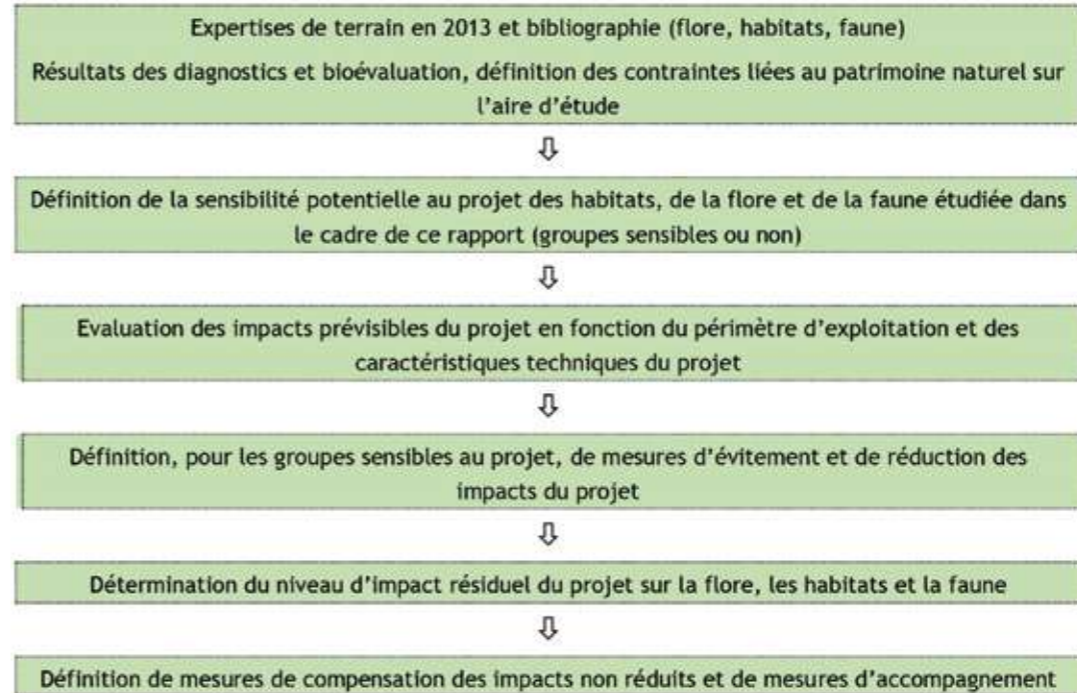 Expertises de terrain en 2013 et bibliographie (flore, habitats, faune)
Résultats des diagnostics et bioévaluation, définition des contraintes liées au patrimoine naturel sur
l'aire d'étude
⇩
Définition de la sensibilité potentielle au projet des habitats, de la flore et de la faune étudiée dans
le cadre de ce rapport (groupes sensibles ou non)
⇩
Evaluation des impacts prévisibles du projet en fonction du périmètre d'exploitation et des
caractéristiques techniques du projet
⇩
Définition, pour les groupes sensibles au projet, de mesures d'évitement et de réduction des
impacts du projet
⇩
Détermination du niveau d'impact résiduel du projet sur la flore, les habitats et la faune
⇩
Définition de mesures de compensation des impacts non réduits et de mesures d'accompagnement